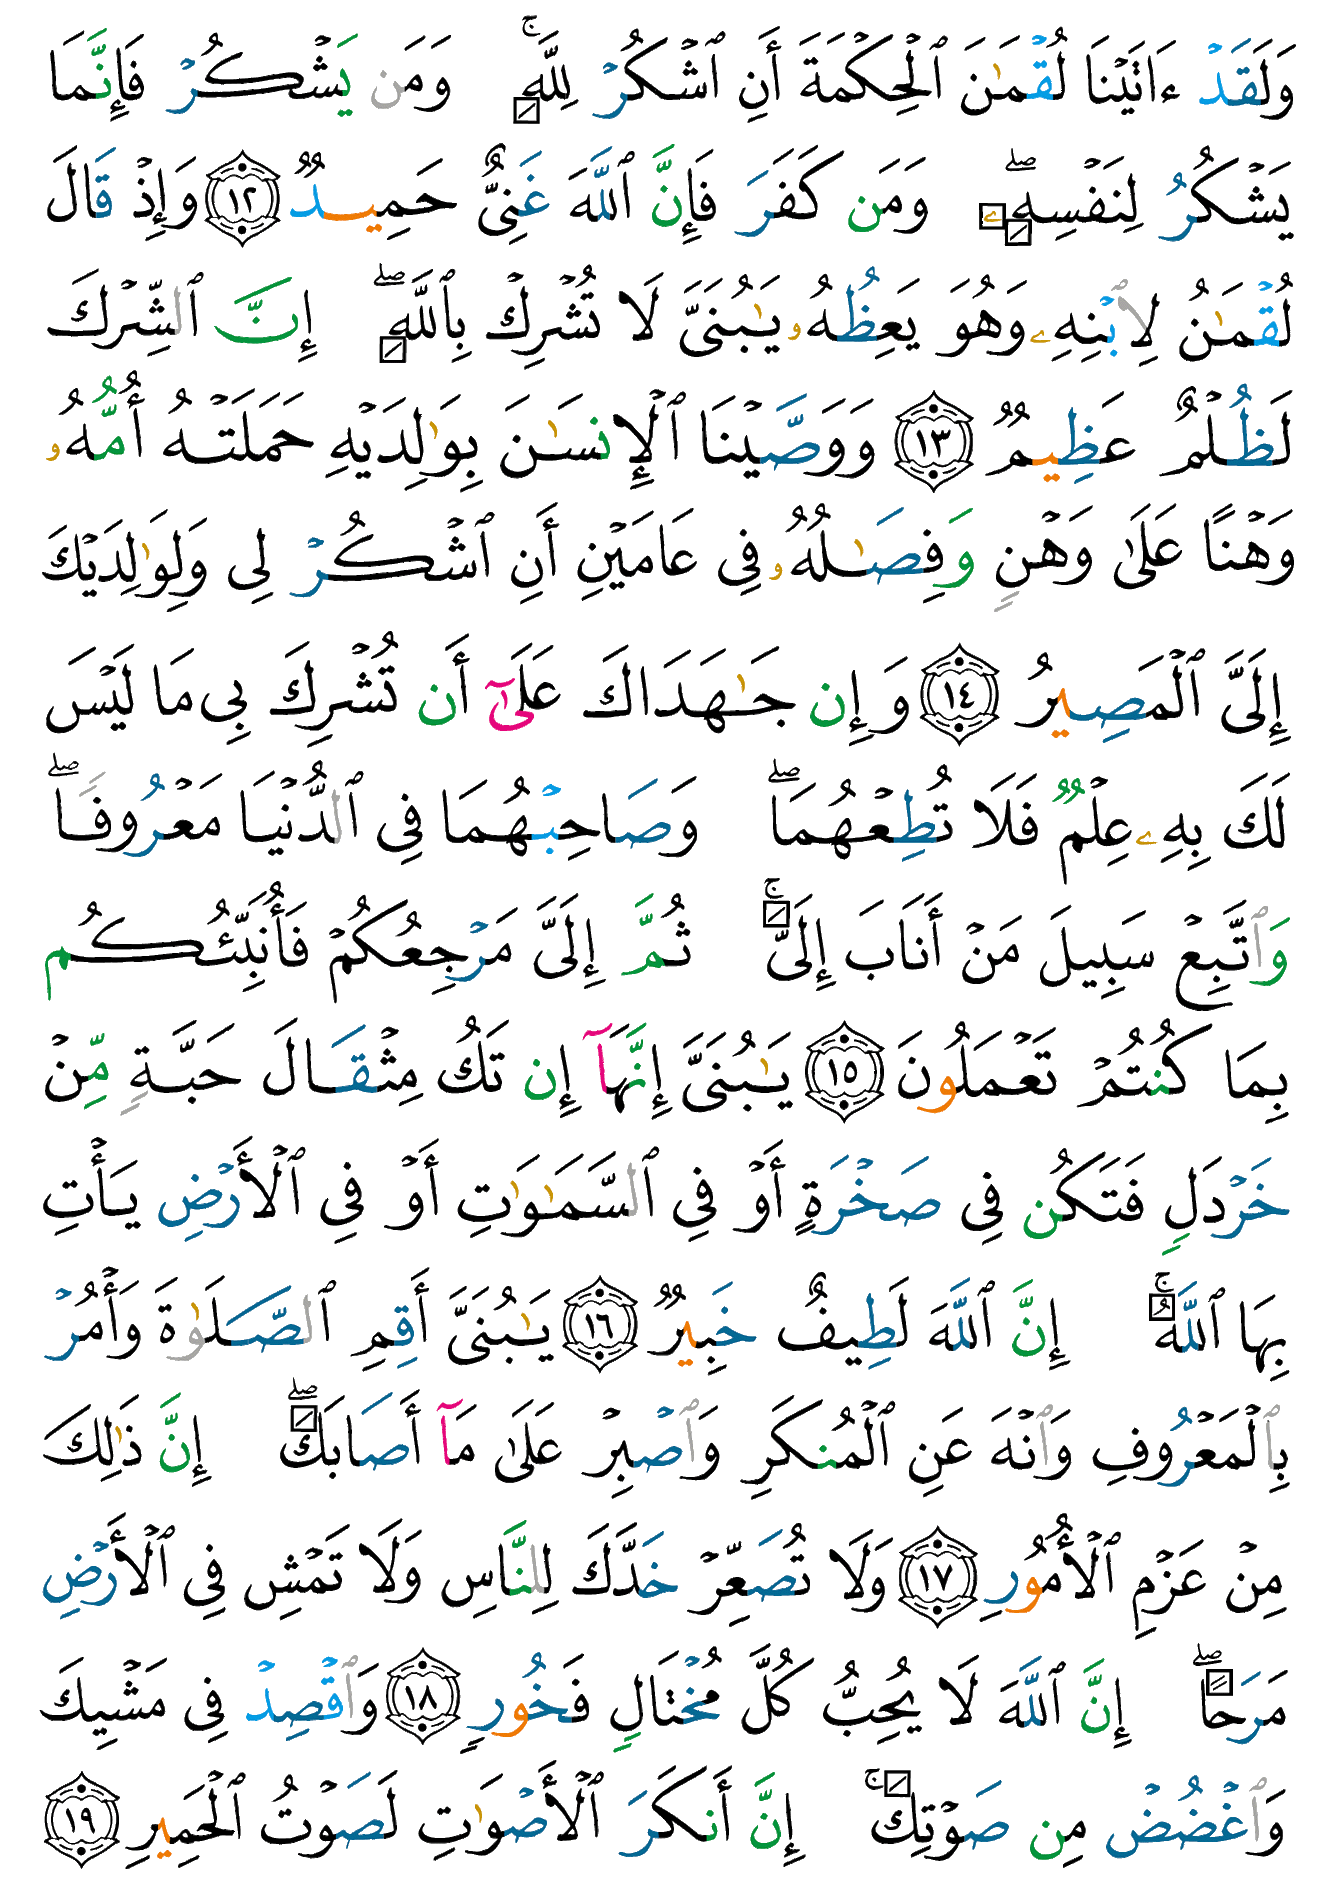 وَلَقَدْ ءَاتَيْنَا لُقْمَٰنَ ٱلْحِكْمَةَ أَنِ ٱشْكُرْ لِلَّهِ ۚ وَمَن يَشْكُرْ فَإِنَّمَا
يَشْكُرُ لِنَفْسِهِۦ ۖ وَمَن كَفَرَ فَإِنَّ ٱللَّهَ غَنِىٌّ حَمِيدٌ ١٢ وَإِذْ قَالَ
لُقْمَٰنُ لِٱبْنِهِۦ وَهُوَ يَعِظُهُۥ يَٰبُنَىَّ لَا تُشْرِكْ بِٱللَّهِ ۖ إِنَّ ٱلشِّرْكَ
لَظُلْمٌ عَظِيمٌ ١٣ وَوَصَّيْنَا ٱلْإِنسَٰنَ بِوَٰلِدَيْهِ حَمَلَتْهُ أُمُّهُۥ
وَهْنًا عَلَىٰ وَهْنٍ وَفِصَٰلُهُۥ فِى عَامَيْنِ أَنِ ٱشْكُرْ لِى وَلِوَٰلِدَيْكَ
إِلَىَّ ٱلْمَصِيرُ ١٤ وَإِن جَٰهَدَاكَ عَلَىٰٓ أَن تُشْرِكَ بِى مَا لَيْسَ
لَكَ بِهِۦ عِلْمٌ فَلَا تُطِعْهُمَا ۖ وَصَاحِبْهُمَا فِى ٱلدُّنْيَا مَعْرُوفًا ۖ
وَٱتَّبِعْ سَبِيلَ مَنْ أَنَابَ إِلَىَّ ۚ ثُمَّ إِلَىَّ مَرْجِعُكُمْ فَأُنَبِّئُكُم
بِمَا كُنتُمْ تَعْمَلُونَ ١٥ يَٰبُنَىَّ إِنَّهَآ إِن تَكُ مِثْقَالَ حَبَّةٍ مِّنْ
خَرْدَلٍ فَتَكُن فِى صَخْرَةٍ أَوْ فِى ٱلسَّمَٰوَٰتِ أَوْ فِى ٱلْأَرْضِ يَأْتِ
بِهَا ٱللَّهُ ۚ إِنَّ ٱللَّهَ لَطِيفٌ خَبِيرٌ ١٦ يَٰبُنَىَّ أَقِمِ ٱلصَّلَوٰةَ وَأْمُرْ
بِٱلْمَعْرُوفِ وَٱنْهَ عَنِ ٱلْمُنكَرِ وَٱصْبِرْ عَلَىٰ مَآ أَصَابَكَ ۖ إِنَّ ذَٰلِكَ
مِنْ عَزْمِ ٱلْأُمُورِ ١٧ وَلَا تُصَعِّرْ خَدَّكَ لِلنَّاسِ وَلَا تَمْشِ فِى ٱلْأَرْضِ
مَرَحًا ۖ إِنَّ ٱللَّهَ لَا يُحِبُّ كُلَّ مُخْتَالٍ فَخُورٍ ١٨ وَٱقْصِدْ فِى مَشْيِكَ
وَٱغْضُضْ مِن صَوْتِكَ ۚ إِنَّ أَنكَرَ ٱلْأَصْوَٰتِ لَصَوْتُ ٱلْحَمِيرِ ١٩